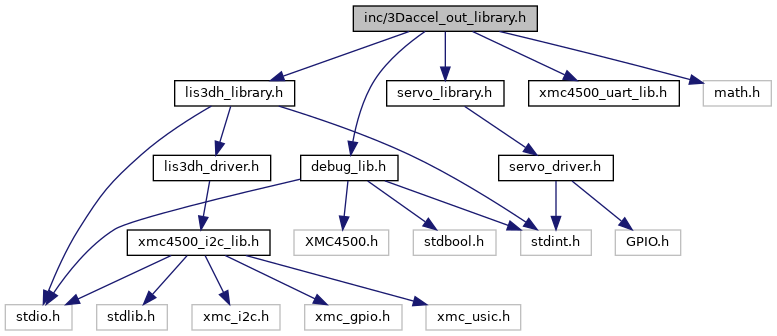 inc/3Daccel_out_library.h
lis3dh_library.h
servo_library.h
xmc4500_uart_lib.h
math.h
lis3dh_driver.h
debug_lib.h
servo_driver.h
xmc4500_i2c_lib.h
XMC4500.h
stdbool.h
stdint.h
GPIO.h
stdio.h
stdlib.h
xmc_i2c.h
xmc_gpio.h
xmc_usic.h